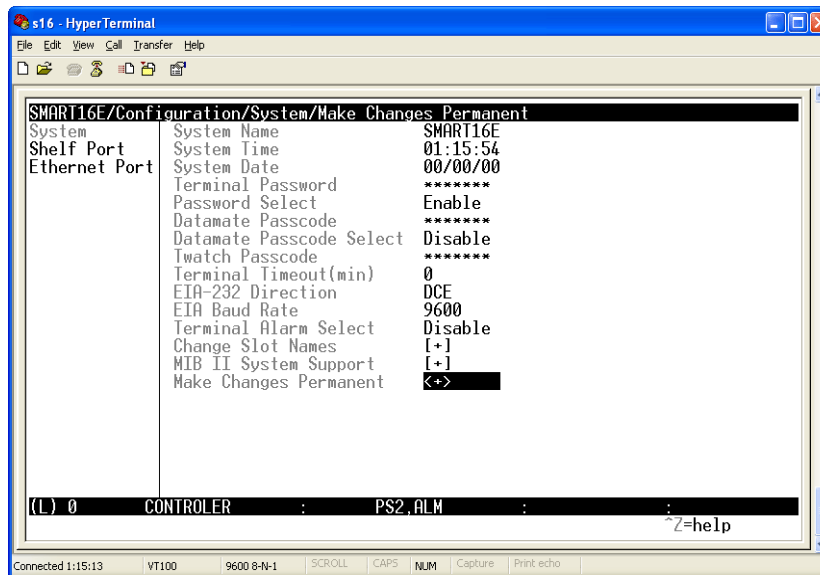 s16 - HyperTerminal
File Edit View Call Transfer Help
SMART16E/Configuration/System/Make Changes Permanent
System System Name SMART16E
Shelf Port System Time 01:15:54
Ethernet Port System Date 00/00/00
Terminal Password *******
Password Select Enable
Datamate Passcode *******
Datamate Passcode Select Disable
Twatch Passcode *******
Terminal Timeout(min) 0
EIA-232 Direction DCE
EIA Baud Rate 9600
Terminal Alarm Select Disable
Change Slot Names [+]
MIB II System Support [+]
Make Changes Permanent <+>
(L) 0 CONTROLER : PS2,ALM : :
^Z=help
Connected 1:15:13 VT100 9600 8-N-1 SCROLL CAPS NUM Capture Print echo